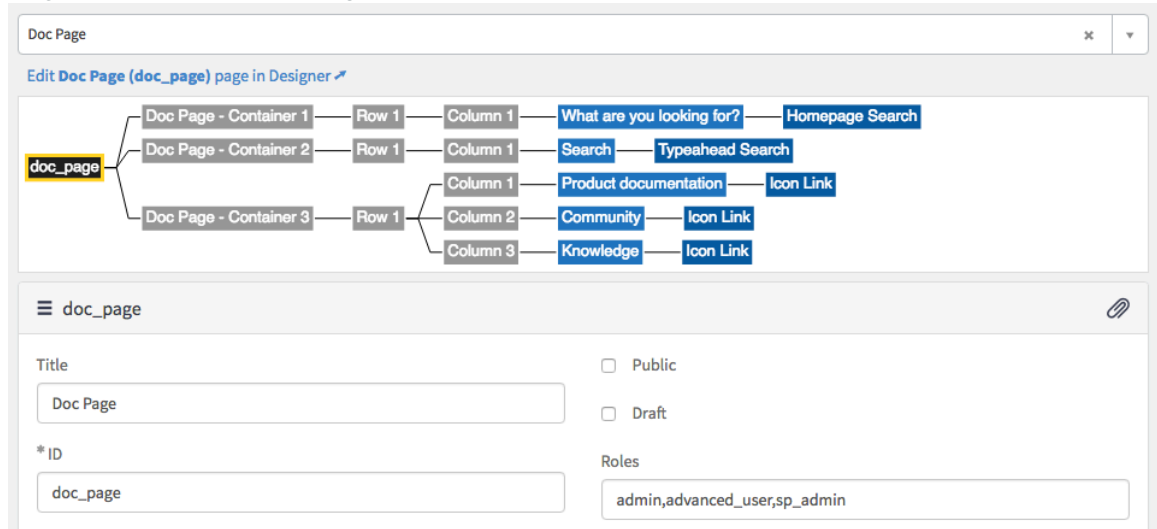 Doc Page
Edit Doc Page (doc_page) page in Designer
Doc Page - Container 1 Row 1 Column 1 What are you looking for? Homepage Search
Doc Page - Container 2 Row 1 Column 1 Search Typeahead Search
doc_page
Column 1 Product documentation Icon Link
Doc Page - Container 3 Row 1 Column 2 Community Icon Link
Column 3 Knowledge Icon Link
doc_page
Title
Public
Doc Page
Draft
*ID
Roles
doc_page
admin,advanced_user,sp_admin